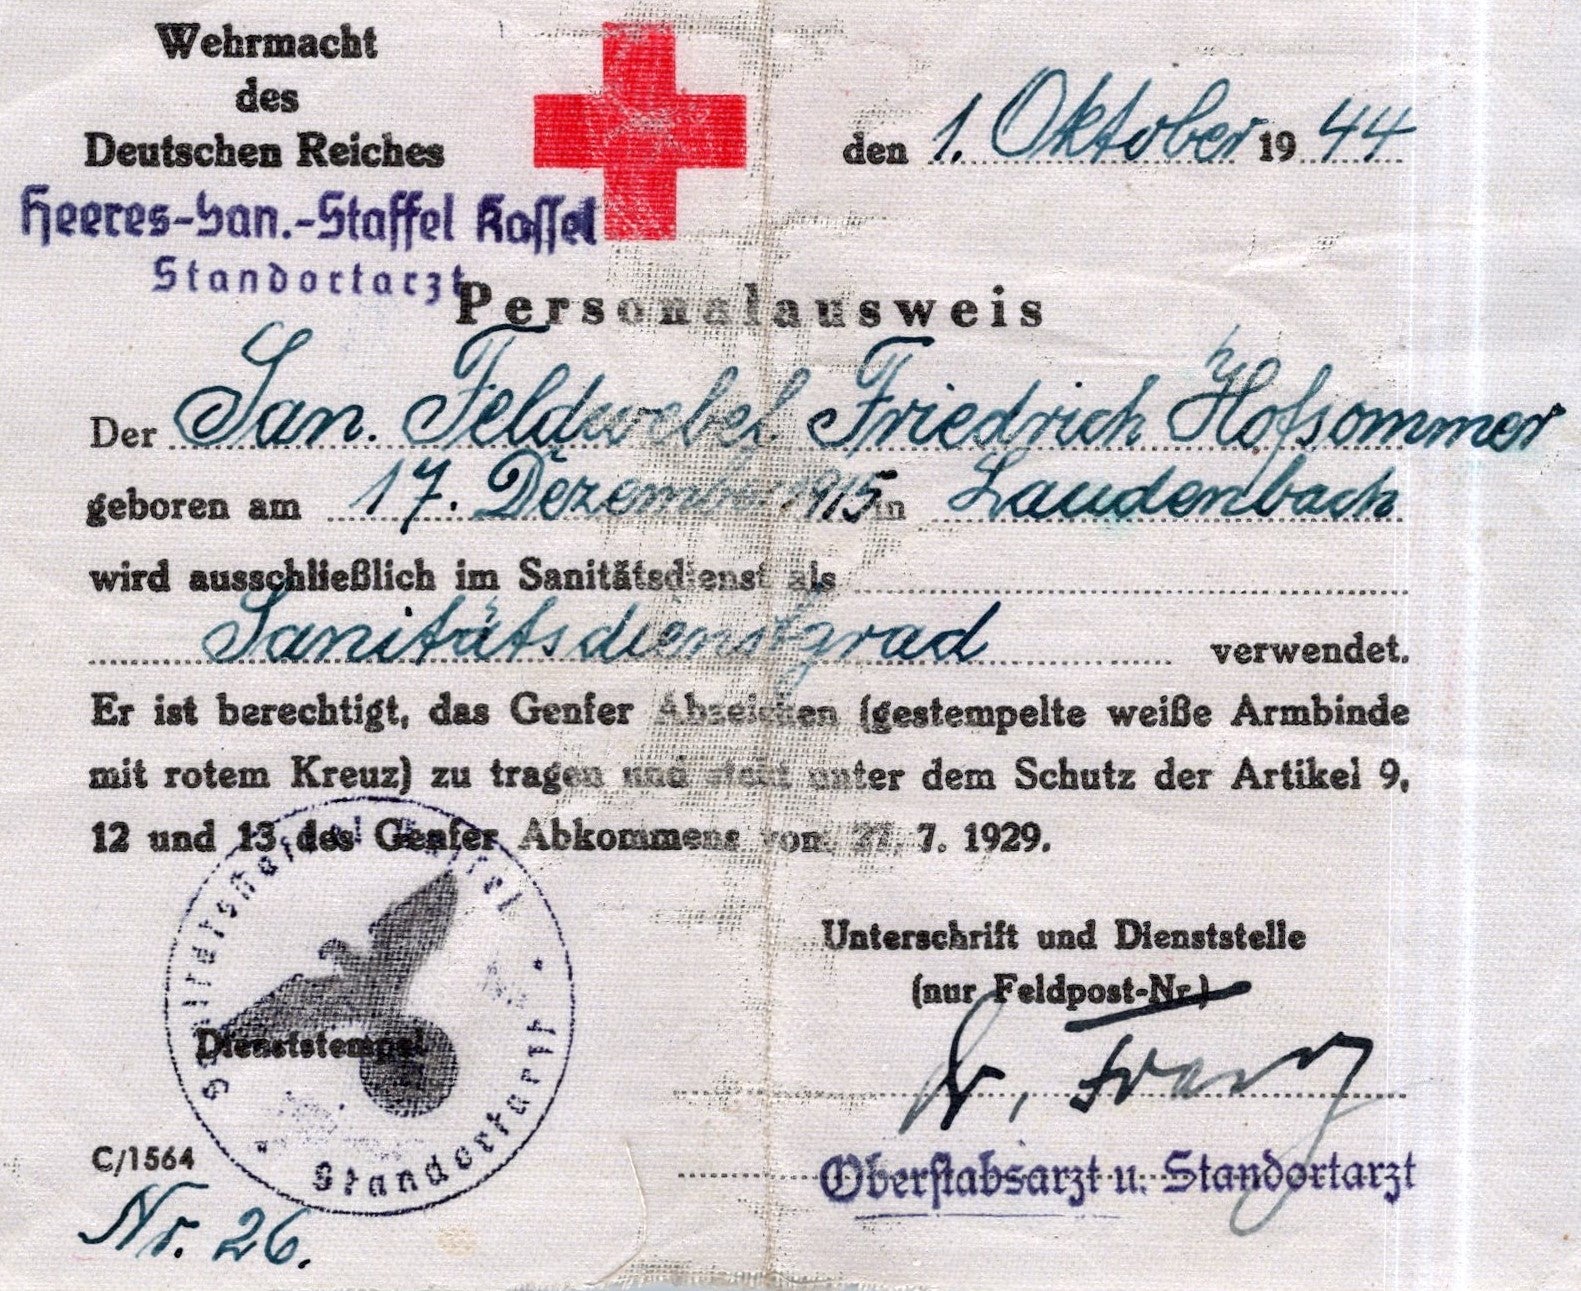 Wehrmacht
des
Deutschen Reiches
Heeres-San.-Staffel Kassel
Standortarzt
den 1. Oktober 1944
Personalausweis
Der San. Feldwebel Friedrich Hofsommer
geboren am 17. Dezember 1915 in Laudenbach
wird ausschließlich im Sanitätsdienst als
Sanitätsdienstgrad verwendet.
Er ist berechtigt, das Genfer Abzeichen (gestempelte weiße Armbinde
mit rotem Kreuz) zu tragen und steht unter dem Schutz der Artikel 9,
12 und 13 des Genfer Abkommens vom 27. 7. 1929.
Unterschrift und Dienststelle
(nur Feldpost-Nr.)
Dienststempel
Standortarzt
Dr.
Oberstabsarzt u. Standortarzt
C/1564
Nr. 26.